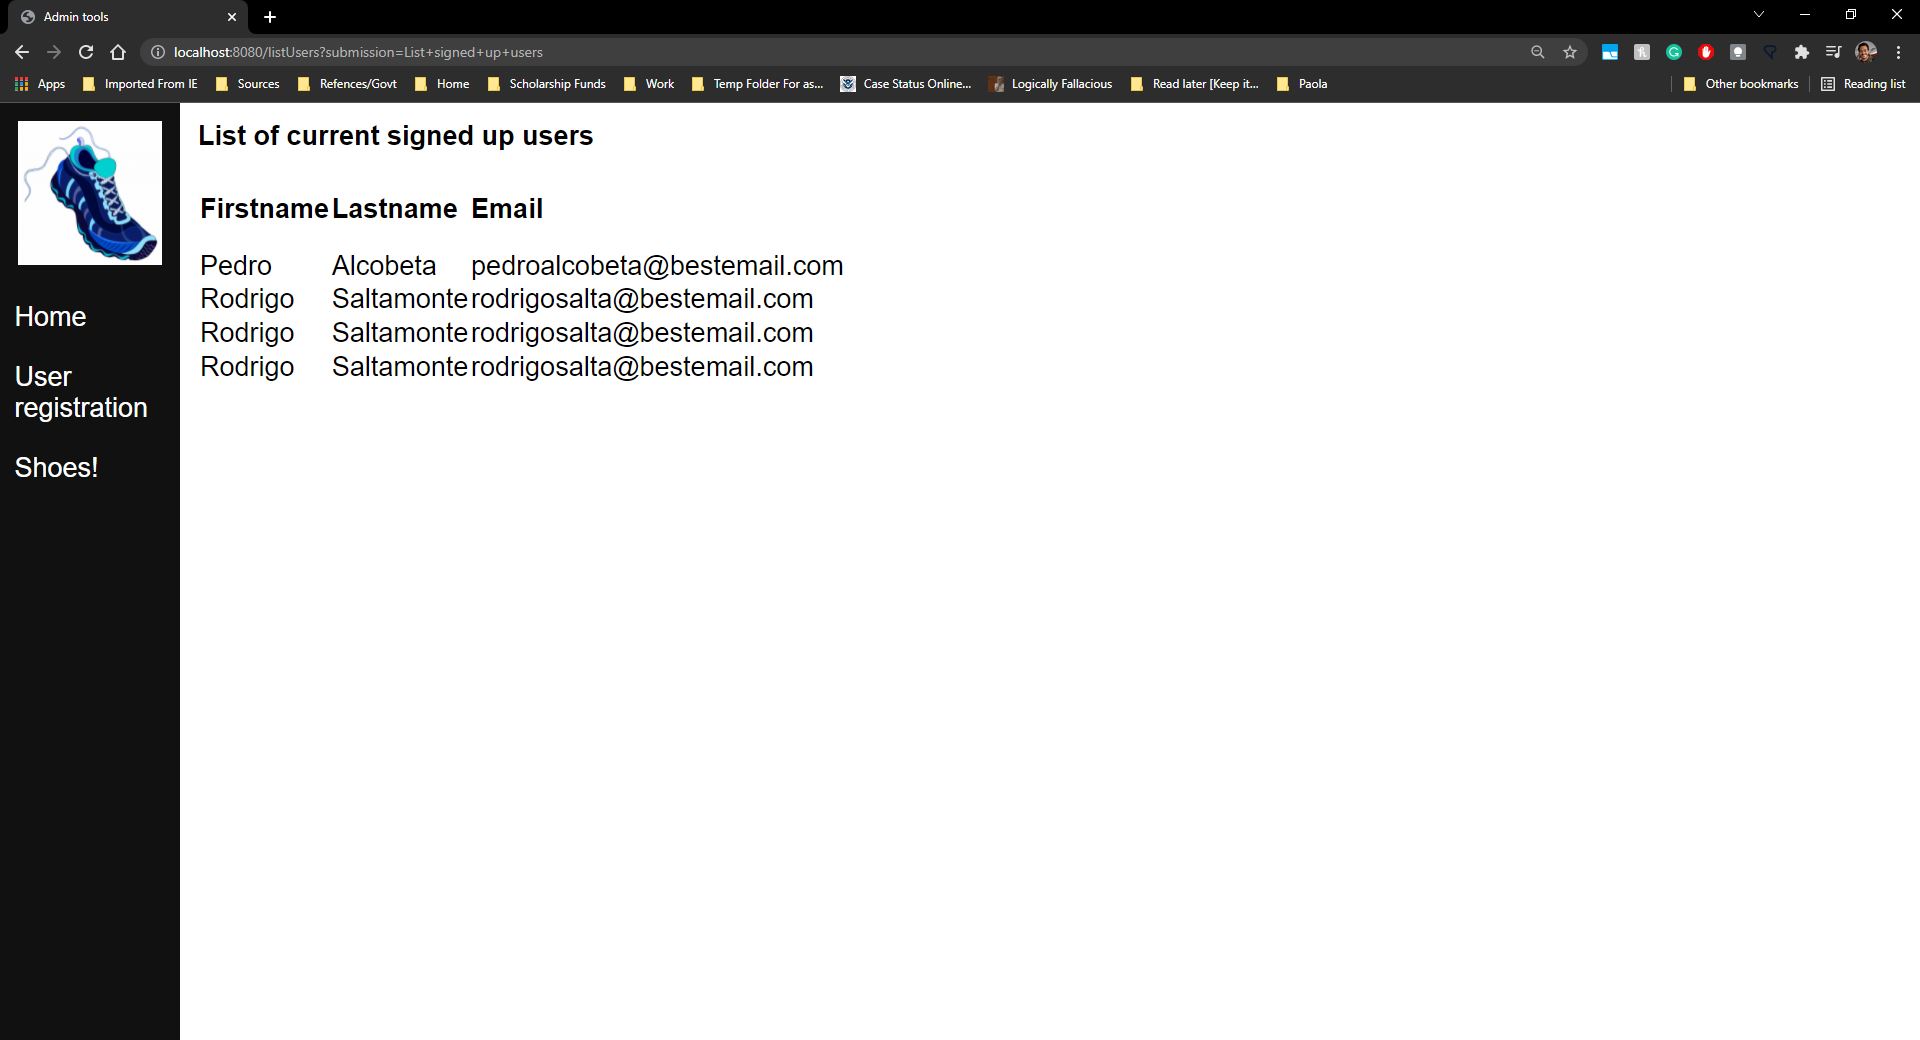 Admin tools
localhost:8080/listUsers?submission=List+signed+up+users
Apps Imported From IE Sources Refences/Govt Home Scholarship Funds Work Temp Folder For as... Case Status Online... Logically Fallacious Read later [Keep it... Paola Other bookmarks Reading list
List of current signed up users
Firstname Lastname Email
Pedro Alcobeta pedroalcobeta@bestemail.com
Rodrigo Saltamonte rodrigosalta@bestemail.com
Rodrigo Saltamonte rodrigosalta@bestemail.com
Rodrigo Saltamonte rodrigosalta@bestemail.com
Home
User
registration
Shoes!